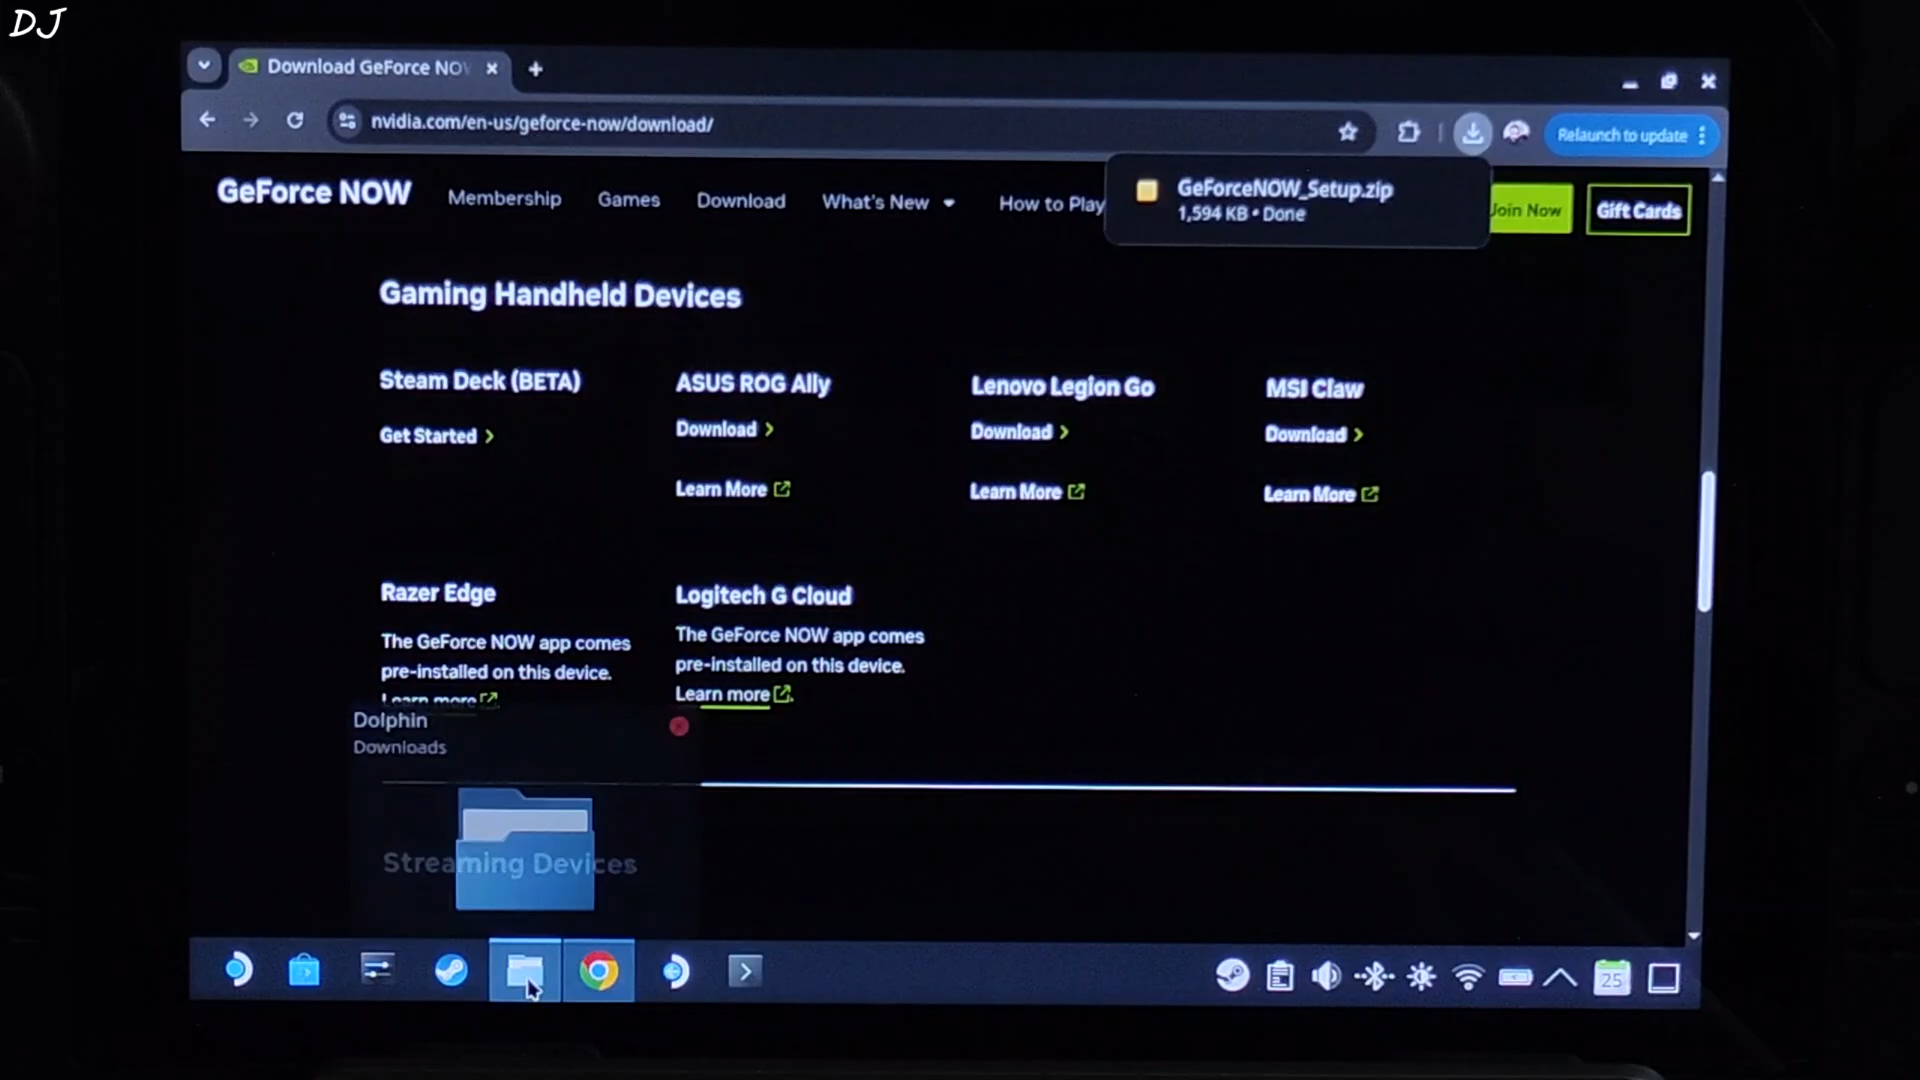 DJ
Download GeForce NOW
nvidia.com/en-us/geforce-now/download/
Relaunch to update
GeForce NOW
Membership
Games
Download
What's New
How to Play
GeForceNOW_Setup.zip
1,594 KB • Done
Join Now
Gift Cards
Gaming Handheld Devices
Steam Deck (BETA)
Get Started
ASUS ROG Ally
Download
Learn More
Lenovo Legion Go
Download
Learn More
MSI Claw
Download
Learn More
Razer Edge
The GeForce NOW app comes
pre-installed on this device.
Learn more
Logitech G Cloud
The GeForce NOW app comes
pre-installed on this device.
Learn more
Dolphin
Downloads
Streaming Devices
25